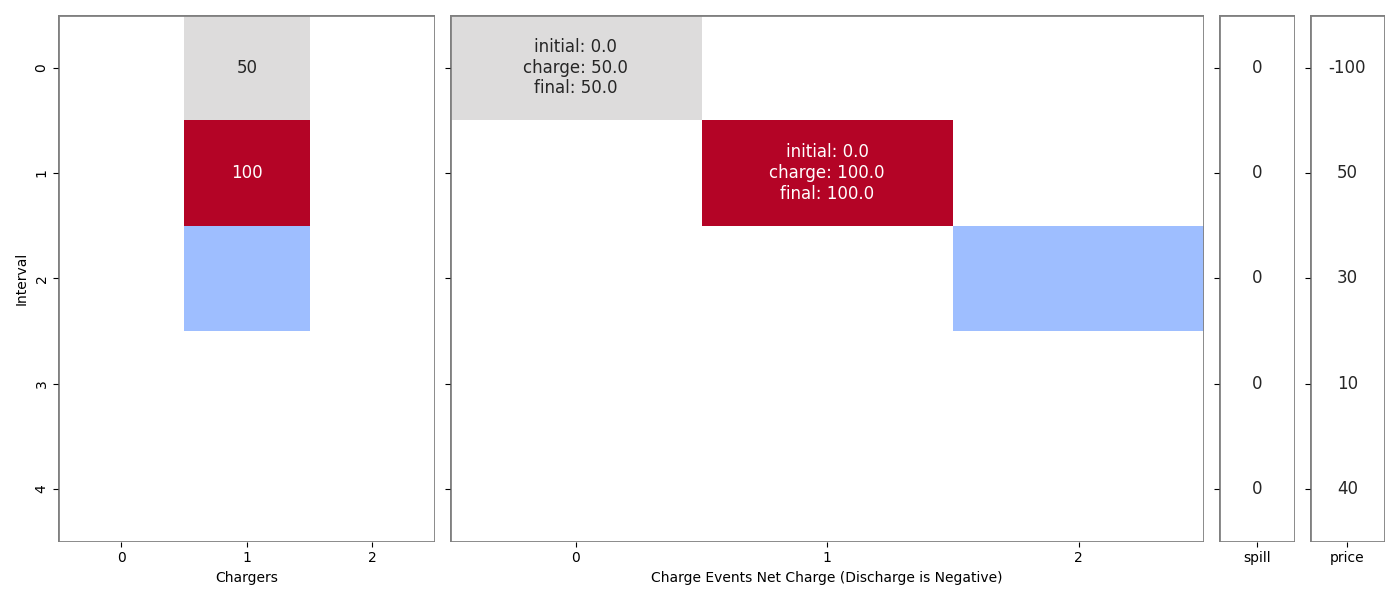 0
50
initial: 0.0
charge: 50.0
final: 50.0
0
-100
1
100
initial: 0.0
charge: 100.0
final: 100.0
0
50
Interval
2
0
30
3
0
10
4
0
40
0
1
2
Chargers
0
1
2
Charge Events Net Charge (Discharge is Negative)
spill
price